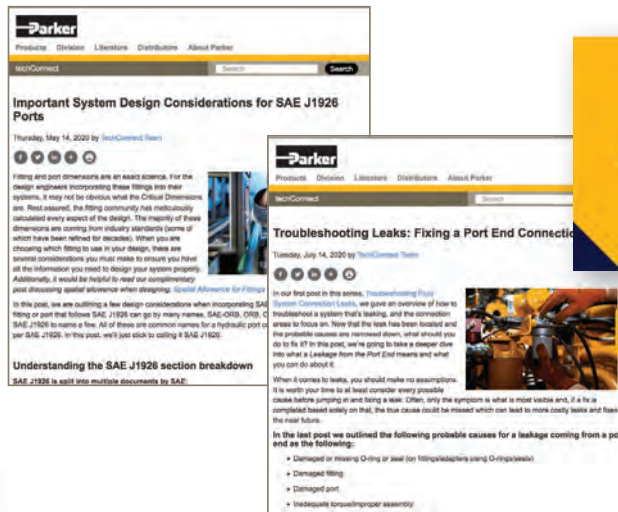 Parker
Products Division Literature Distributors About Parker
techConnect Search Search
Important System Design Considerations for SAE J1926
Ports
Thursday, May 14, 2020 by TechConnect Team
Fitting and port dimensions are an exact science. For the
design engineers incorporating these fittings into their
systems, it may not be obvious what the Critical Dimensions
are. Rest assured, the fitting community has meticulously
calculated every aspect of the design. The majority of these
dimensions are coming from industry standards (some of
which have been refined for decades). When you are
choosing which fitting to use in your design, there are
several considerations you must make to ensure you have
all the information you need to design your system properly.
Additionally, it would be helpful to read our complimentary
post discussing spatial allowance when designing: Spatial Allowance for Fittings
In this post, we are outlining a few design considerations when incorporating SAE
fitting or port that follows SAE J1926 can go by many names, SAE-ORB, ORB,
SAE J1926 to name a few. All of these are common names for a hydraulic port
per SAE J1926. In this post, we'll just stick to calling it SAE J1926.
Understanding the SAE J1926 section breakdown
SAE J1926 is split into multiple documents by SAE:
Parker
Products Division Literature Distributors About Parker
techConnect Search
Troubleshooting Leaks: Fixing a Port End Connectio
Tuesday, July 14, 2020 by TechConnect Team
In our first post in this series, Troubleshooting Fluid
System Connection Leaks, we gave an overview of how to
troubleshoot a system that's leaking, and the connection
areas to focus on. Now that the leak has been located and
the probable causes are narrowed down, what should you
do to fix it? In this post, we're going to take a deeper dive
into what a Leakage from the Port End means and what
you can do about it.
When it comes to leaks, you should make no assumptions.
It is worth your time to at least consider every possible
cause before jumping in and fixing a leak. Often, only the symptom is what is most visible and, if a fix is
completed based solely on that, the true cause could be missed which can lead to more costly leaks and fixes
the near future.
In the last post we outlined the following probable causes for a leakage coming from a po
end as the following:
• Damaged or missing O-ring or seal (on fittings/adapters using O-rings/seals)
• Damaged fitting
• Damaged port
• Inadequate torque/improper assembly